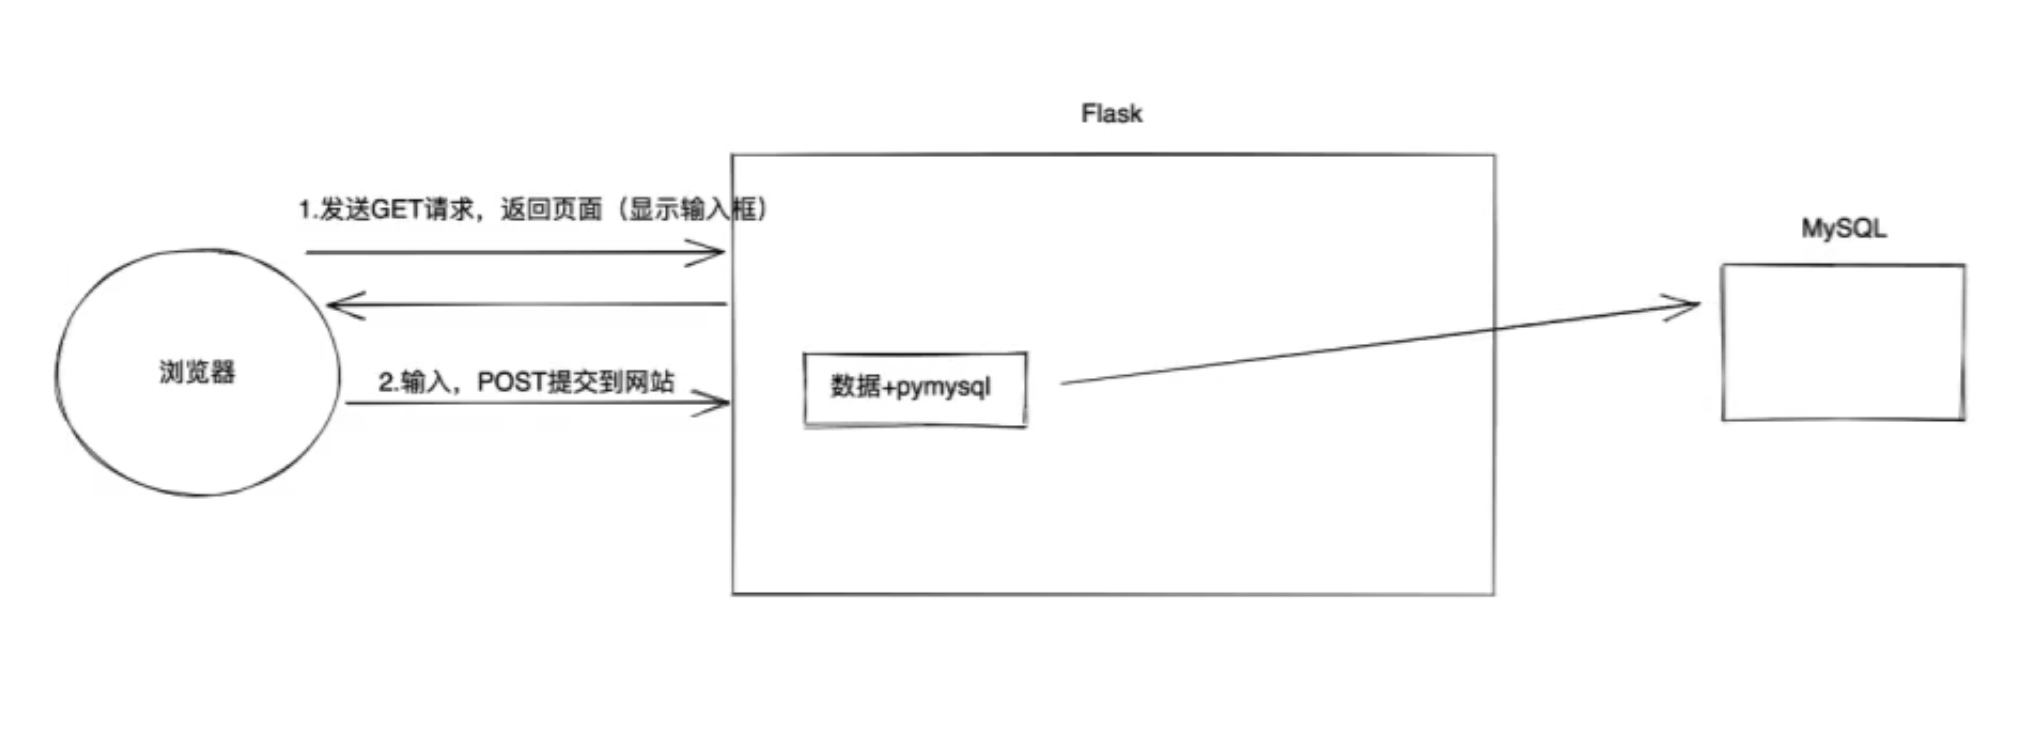 Flask
1.发送GET请求，返回页面（显示输入框）
MySQL
浏览器
2.输入，POST提交到网站
数据+pymysql